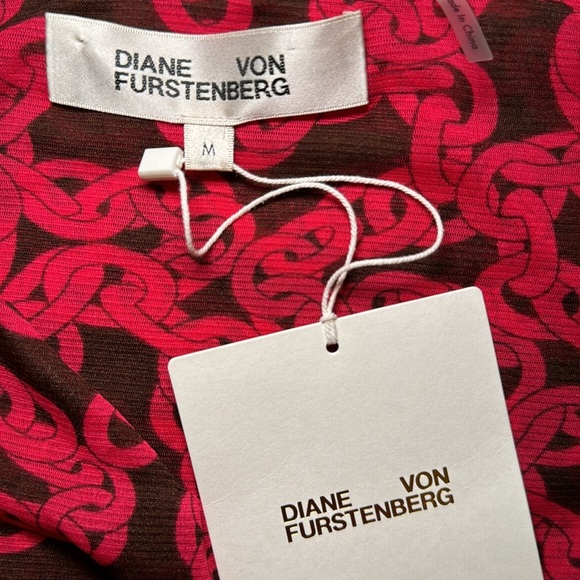 Made In China
DIANE VON
FURSTENBERG
M
DIANE VON
FURSTENBERG